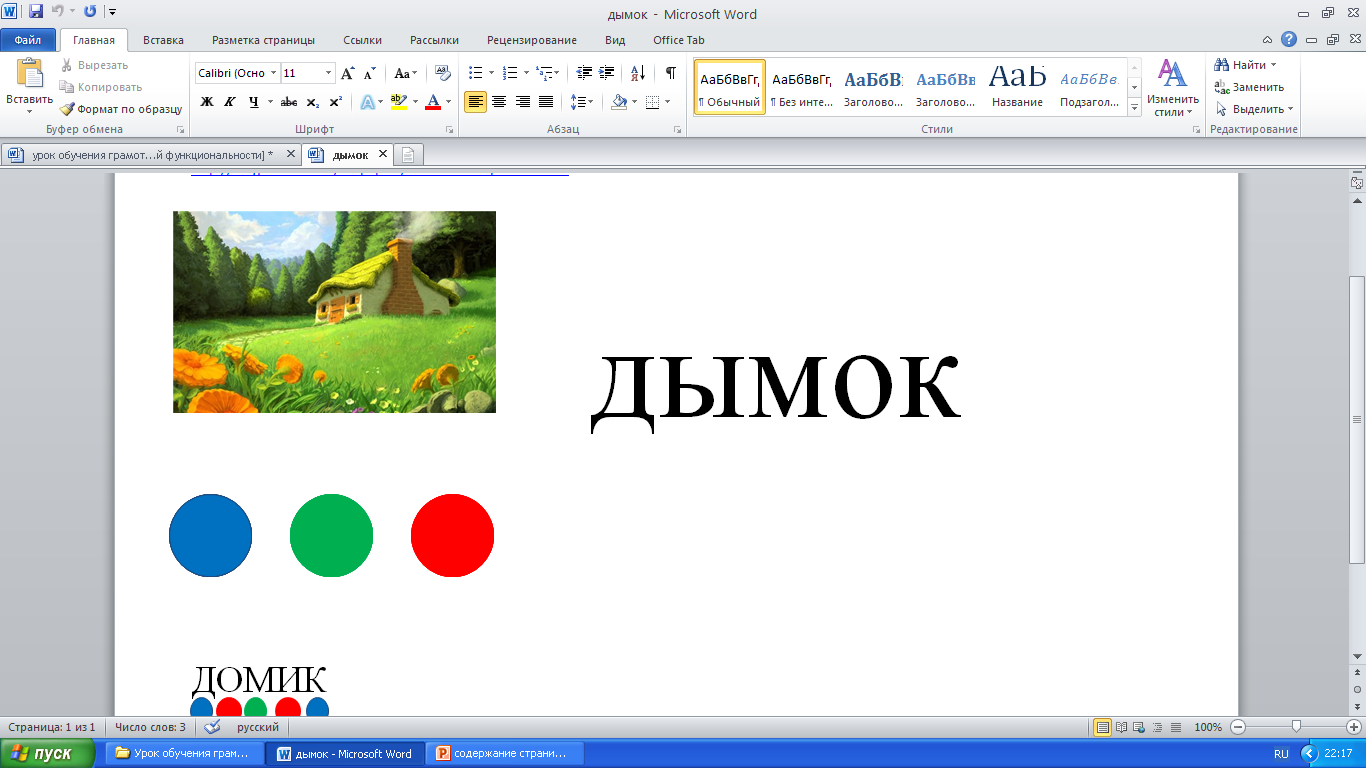 дымок - Microsoft Word
Файл Главная Вставка Разметка страницы Ссылки Рассылки Рецензирование Вид Office Tab
Вставить
Вырезать
Копировать
Формат по образцу
Буфер обмена
Calibri (Осно 11
Шрифт
Абзац
АаБбВвГг, АаБбВвГг, АаБбВ: АаБбВв АаБ АаБбВв.
¶ Обычный ¶ Без инте... Заголово... Заголово... Название Подзагол...
Изменить стили
Стили
Найти
Заменить
Выделить
Редактирование
урок обучения грамот...й функциональности] * дымок
дымок
ДОМИК
Страница: 1 из 1 Число слов: 3 русский 100%
пуск Урок обучения грам... дымок - Microsoft Word содержание страни... RU 22:17